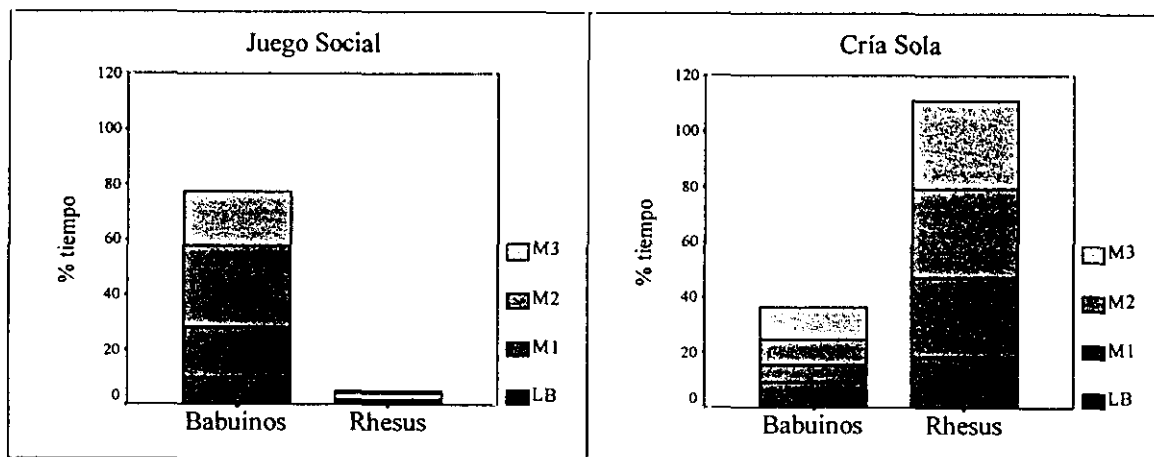 Juego Social
120
100
80
60
40
20
0
% tiempo
Babuinos
Rhesus
M3
M2
M1
LB
Cría Sola
120
100
80
60
40
20
0
% tiempo
Babuinos
Rhesus
M3
M2
M1
LB